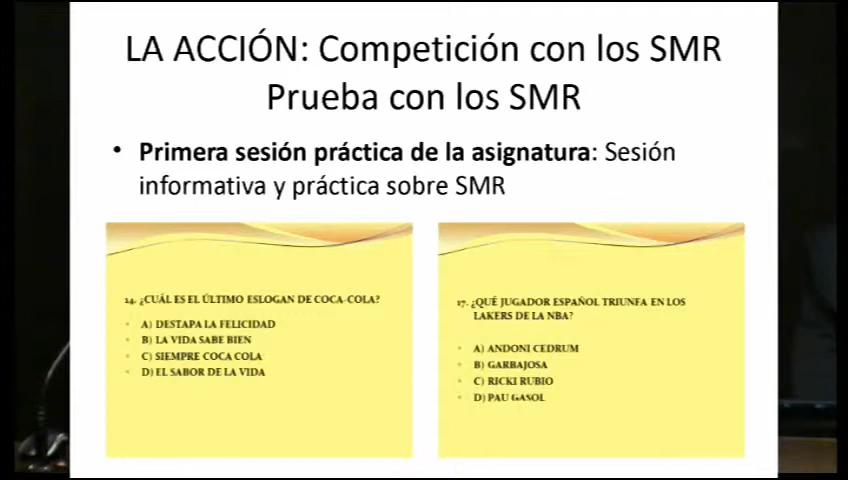 LA ACCIÓN: Competición con los SMR
Prueba con los SMR
• Primera sesión práctica de la asignatura: Sesión
informativa y práctica sobre SMR
14. ¿CUÁL ES EL ÚLTIMO ESLOGAN DE COCA-COLA?
A) DESTAPA LA FELICIDAD
B) LA VIDA SABE BIEN
C) SIEMPRE COCA COLA
D) EL SABOR DE LA VIDA
17. ¿QUÉ JUGADOR ESPAÑOL TRIUNFA EN LOS
LAKERS DE LA NBA?
A) ANDONI CEDRUM
B) GARBAJOSA
C) RICKI RUBIO
D) PAU GASOL